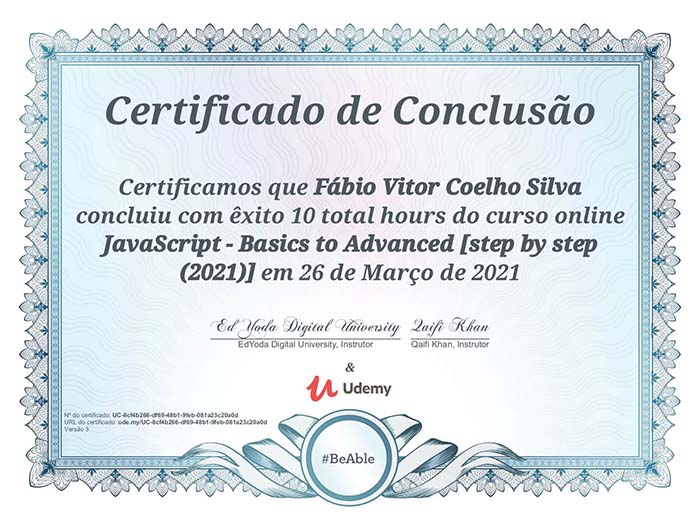 Certificado de Conclusão
Certificamos que Fábio Vitor Coelho Silva
concluiu com êxito 10 total hours do curso online
JavaScript - Basics to Advanced [step by step
(2021)] em 26 de Março de 2021
Ed Yoda Digital University Qaifi Khan
EdYoda Digital University, Instrutor Qaifi Khan, Instrutor
&
Udemy
Nº do certificado: UC-8cf4b266-df69-48b1-9feb-081a23c20a0d
URL do certificado: ude.my/UC-8cf4b266-df69-48b1-9feb-081a23c20a0d
Versão 3
#BeAble